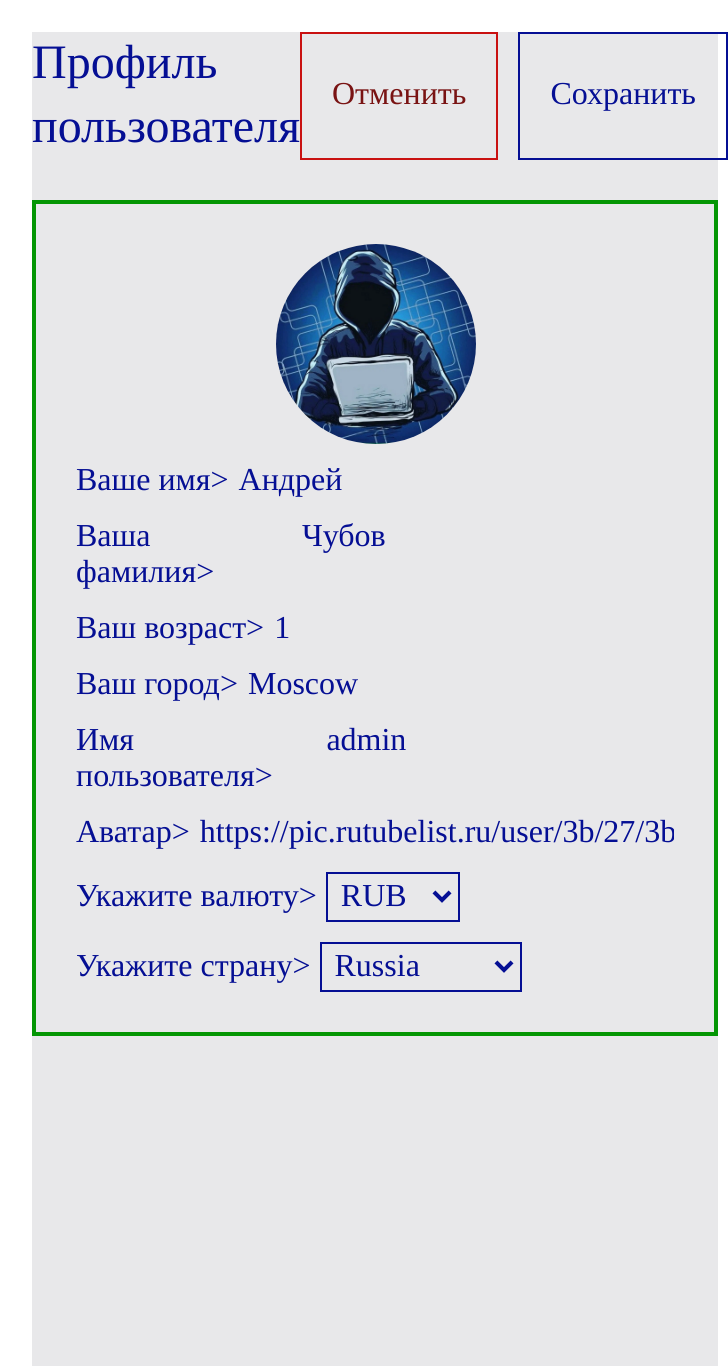 Профиль
пользователя
Отменить
Сохранить
Ваше имя> Андрей
Ваша
фамилия>
Чубов
Ваш возраст> 1
Ваш город> Moscow
Имя
пользователя>
admin
Аватар> https://pic.rutubelist.ru/user/3b/27/3b
Укажите валюту> RUB
Укажите страну> Russia